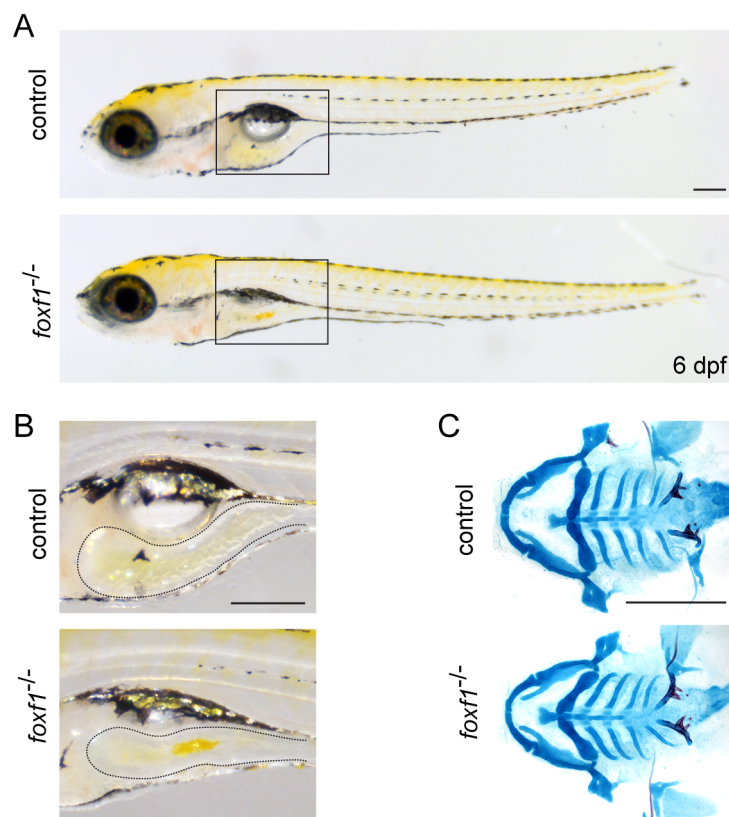 A
control
foxf1-/-
6 dpf
B
control
foxf1-/-
C
control
foxf1-/-